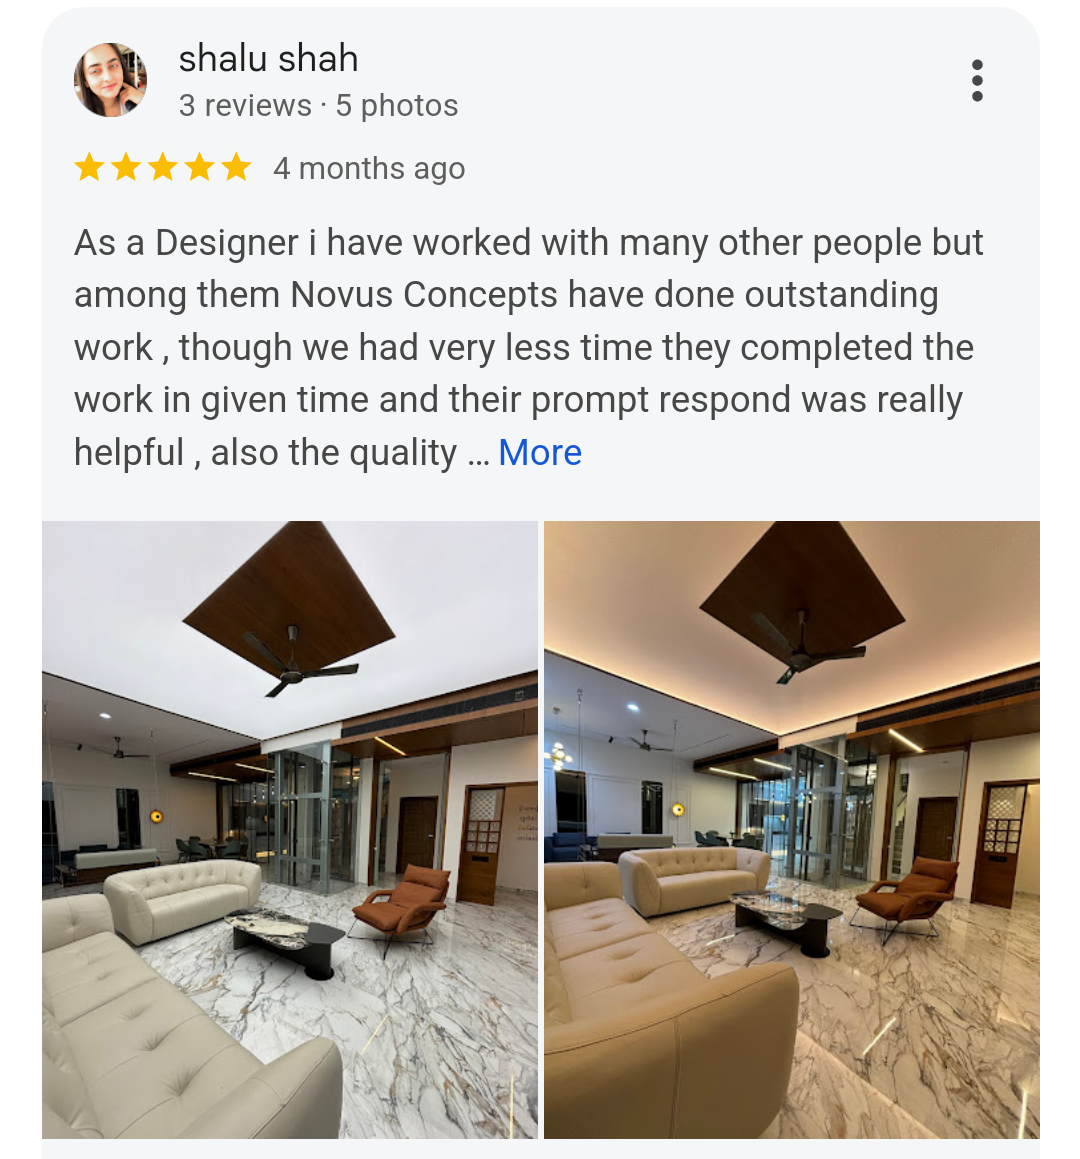 shalu shah
3 reviews · 5 photos
4 months ago
As a Designer i have worked with many other people but
among them Novus Concepts have done outstanding
work , though we had very less time they completed the
work in given time and their prompt respond was really
helpful , also the quality ... More